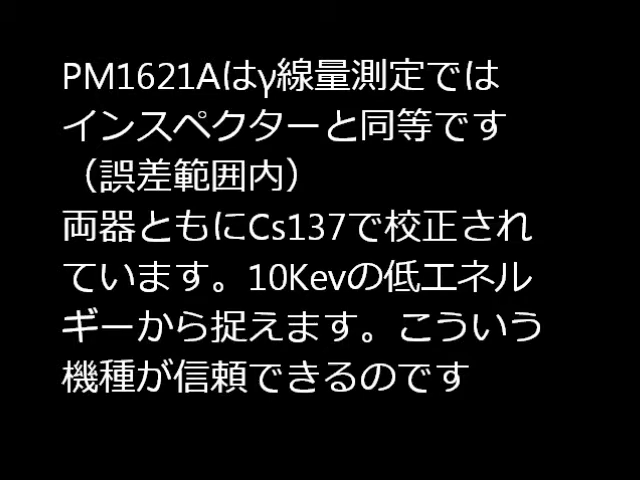 PM1621Aはγ線量測定では
インスペクターと同等です
（誤差範囲内）
両器ともにCs137で校正され
ています。10Kevの低エネル
ギーから捉えます。こういう
機種が信頼できるのです